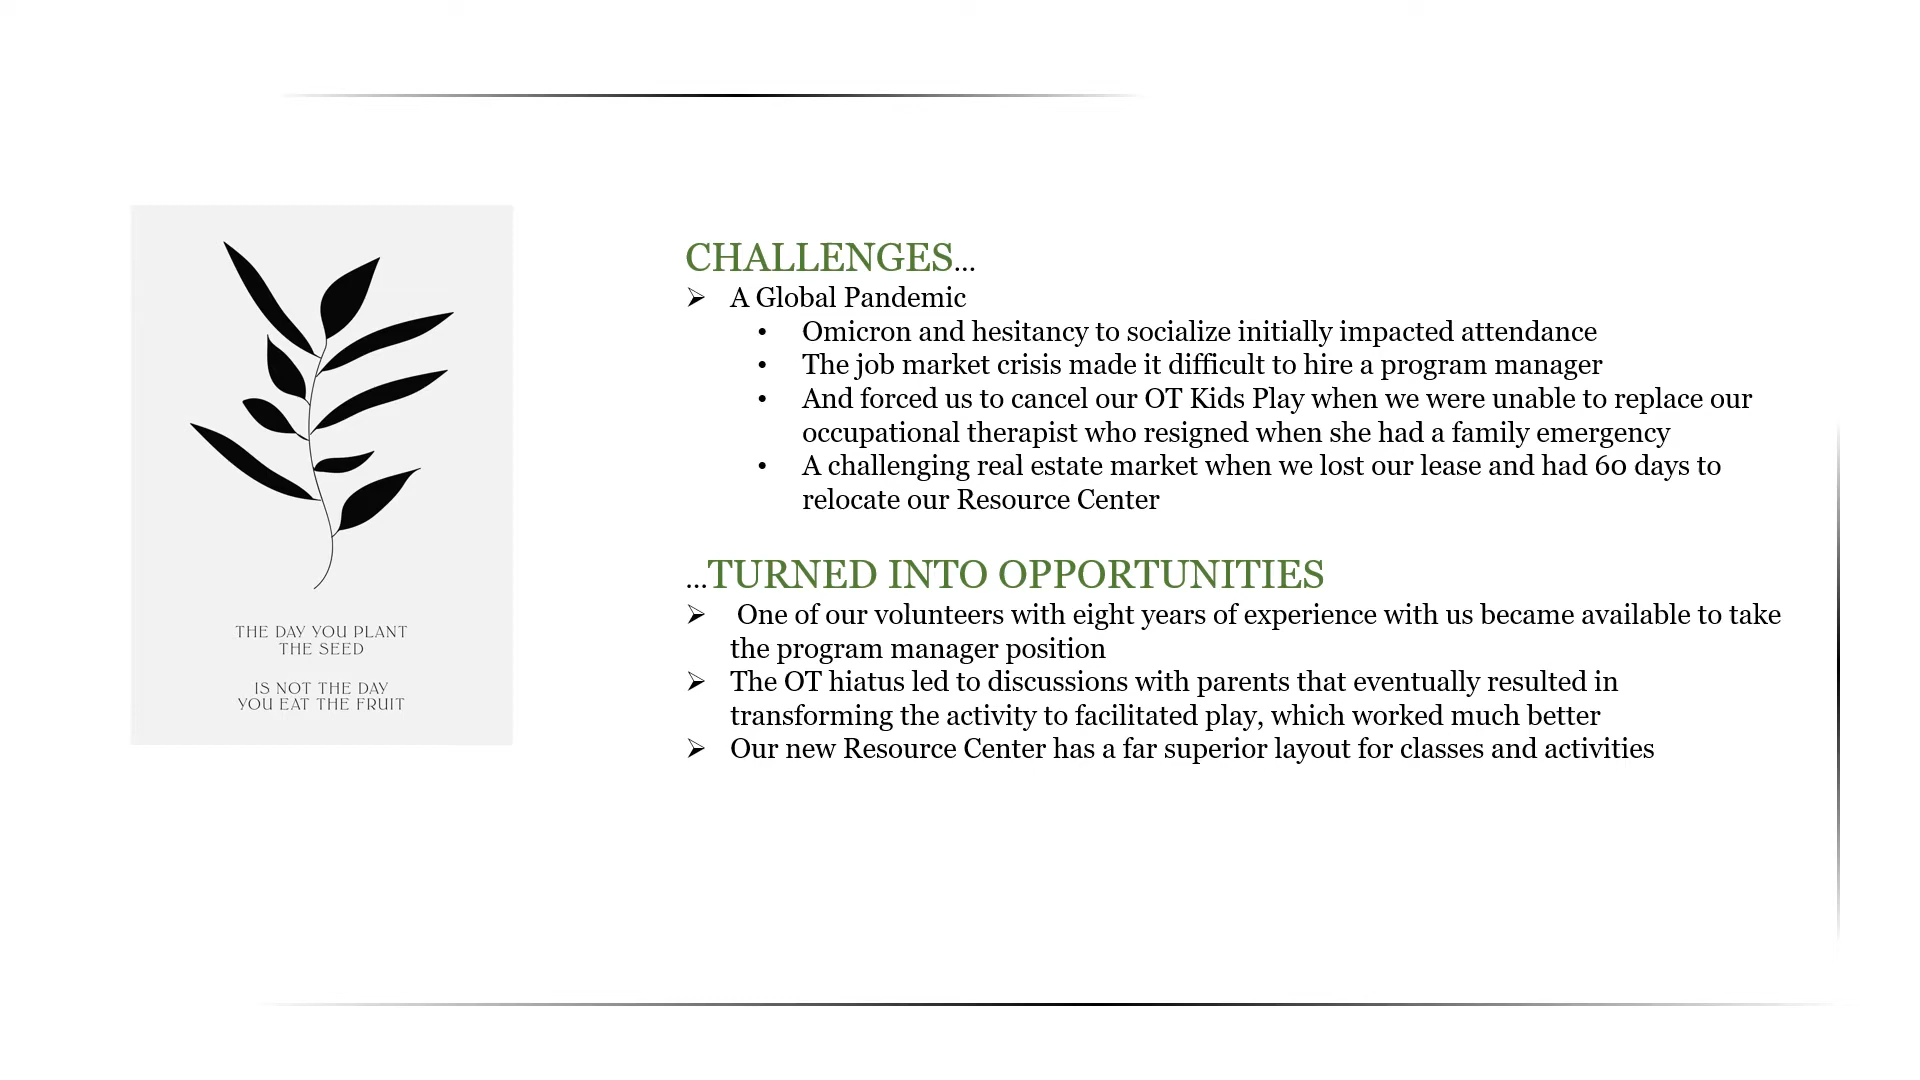 THE DAY YOU PLANT
THE SEED
IS NOT THE DAY
YOU EAT THE FRUIT
CHALLENGES...
➢ A Global Pandemic
• Omicron and hesitancy to socialize initially impacted attendance
• The job market crisis made it difficult to hire a program manager
• And forced us to cancel our OT Kids Play when we were unable to replace our
occupational therapist who resigned when she had a family emergency
• A challenging real estate market when we lost our lease and had 60 days to
relocate our Resource Center
...TURNED INTO OPPORTUNITIES
➢ One of our volunteers with eight years of experience with us became available to take
the program manager position
➢ The OT hiatus led to discussions with parents that eventually resulted in
transforming the activity to facilitated play, which worked much better
➢ Our new Resource Center has a far superior layout for classes and activities